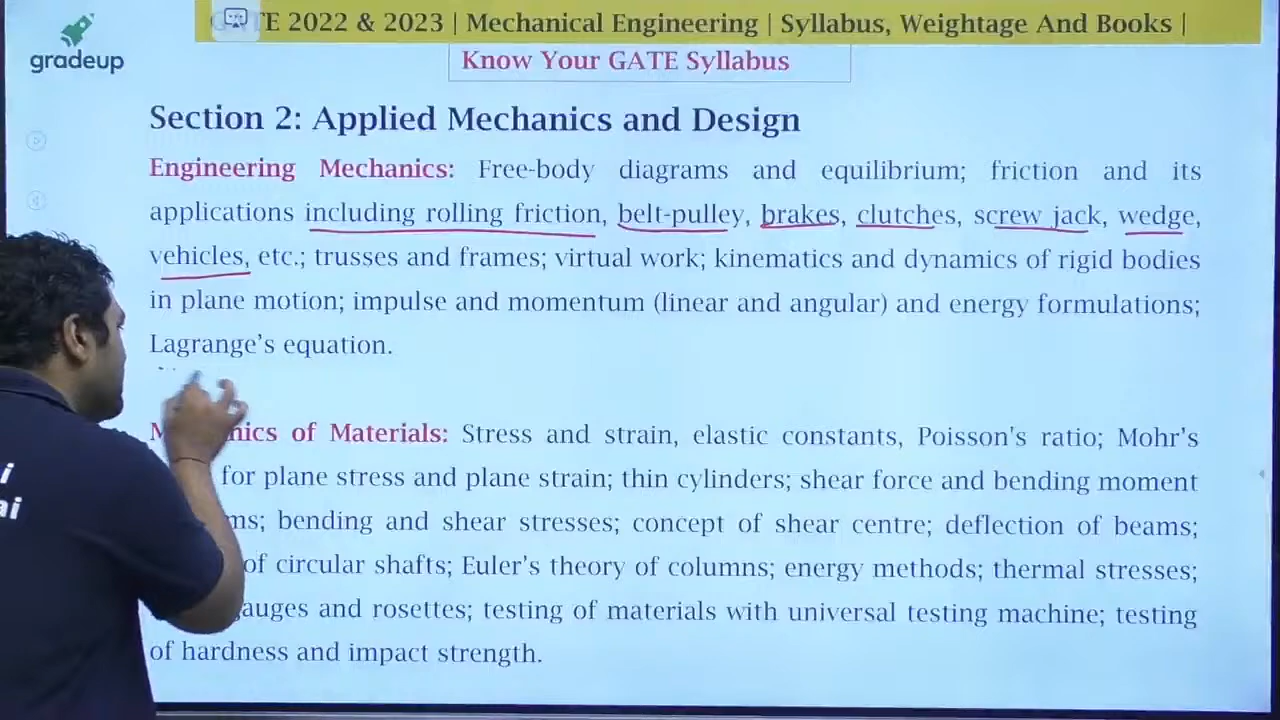 gradeup
TE 2022 & 2023 | Mechanical Engineering | Syllabus, Weightage And Books |
Know Your GATE Syllabus
Section 2: Applied Mechanics and Design
Engineering Mechanics: Free-body diagrams and equilibrium; friction and its
applications including rolling friction, belt-pulley, brakes, clutches, screw jack, wedge,
vehicles, etc.; trusses and frames; virtual work; kinematics and dynamics of rigid bodies
in plane motion; impulse and momentum (linear and angular) and energy formulations;
Lagrange's equation.
of Materials: Stress and strain, elastic constants, Poisson's ratio; Mohr's
for plane stress and plane strain; thin cylinders; shear force and bending moment
bending and shear stresses; concept of shear centre; deflection of beams;
of circular shafts; Euler's theory of columns; energy methods; thermal stresses;
and rosettes; testing of materials with universal testing machine; testing
of hardness and impact strength.